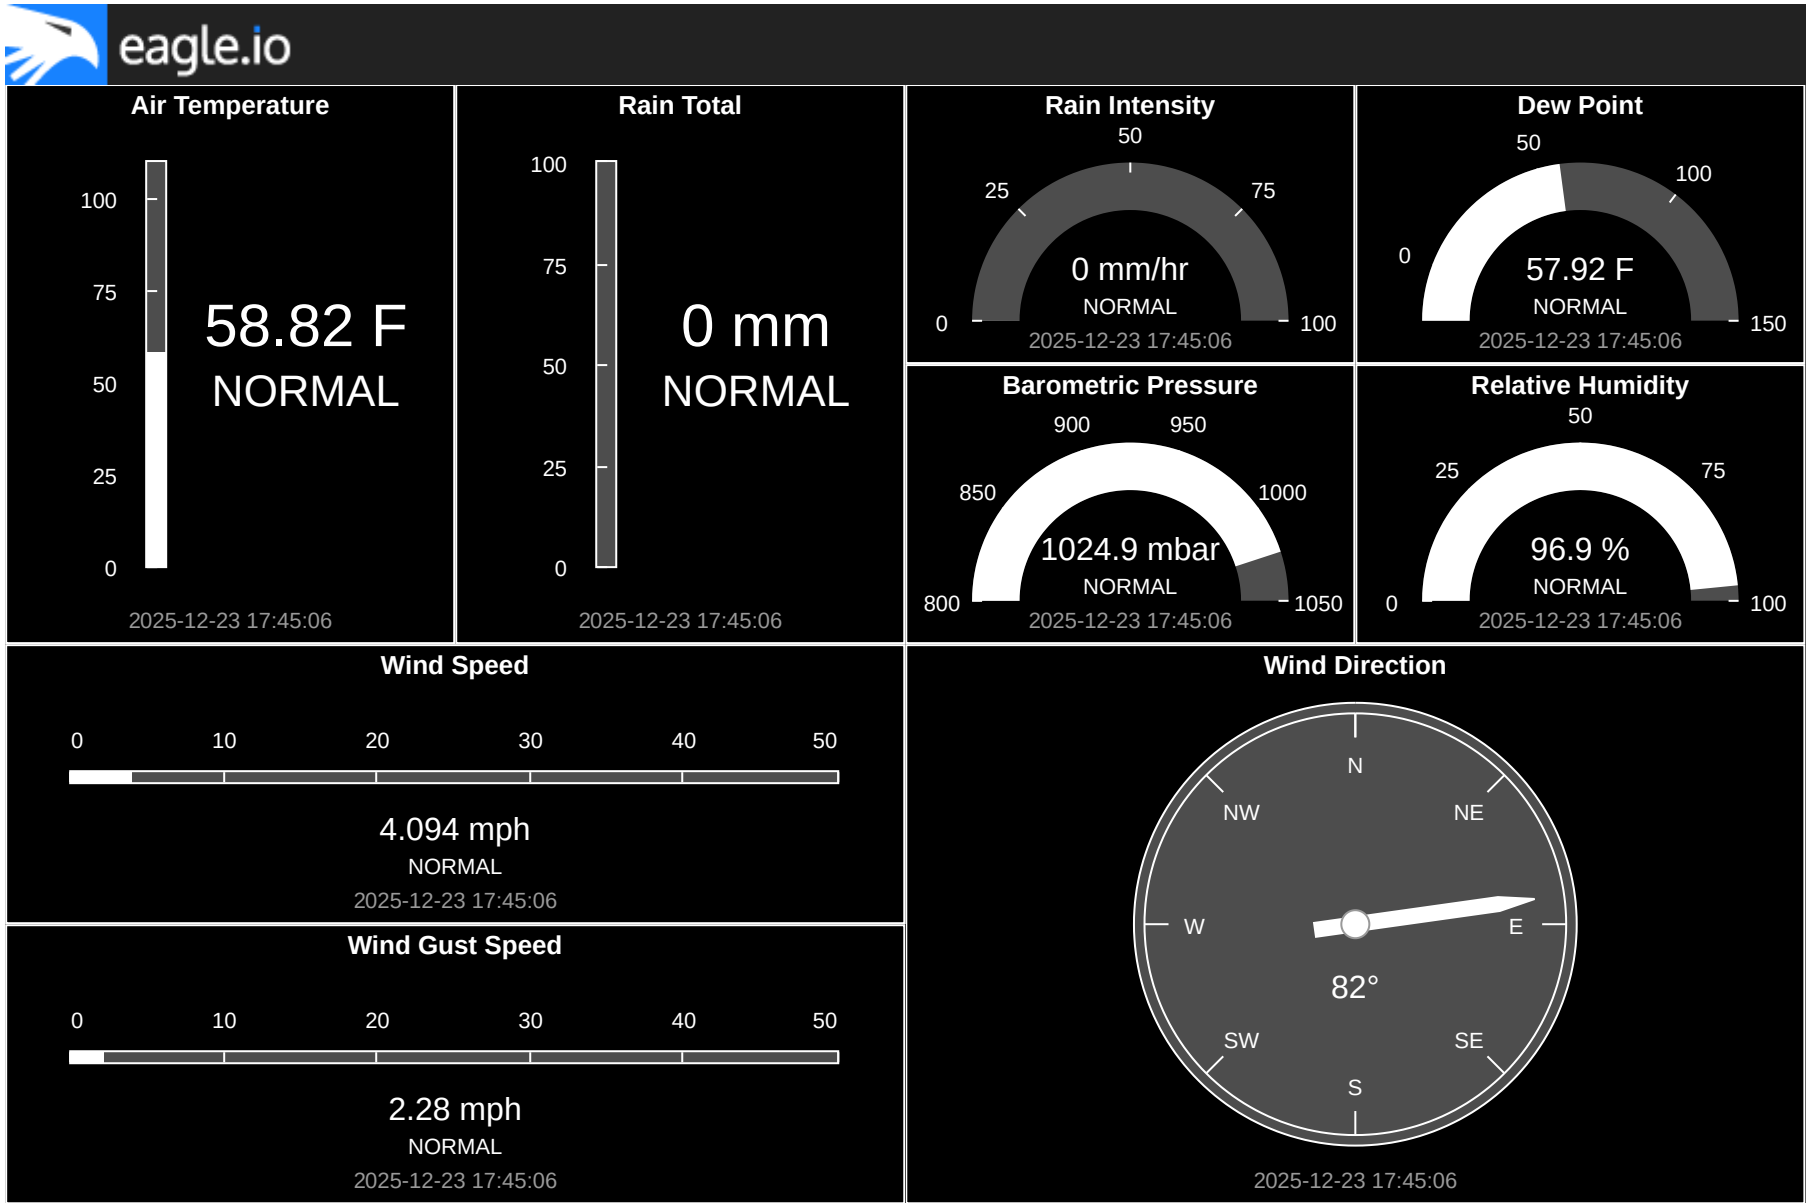 eagle.io
Air Temperature
100
75
50
25
0
58.82 F
NORMAL
2025-12-23 17:45:06
Rain Total
100
75
50
25
0
0 mm
NORMAL
2025-12-23 17:45:06
Rain Intensity
50
25
75
0
100
0 mm/hr
NORMAL
2025-12-23 17:45:06
Dew Point
50
100
0
150
57.92 F
NORMAL
2025-12-23 17:45:06
Barometric Pressure
900
950
850
1000
800
1050
1024.9 mbar
NORMAL
2025-12-23 17:45:06
Relative Humidity
50
25
75
0
100
96.9 %
NORMAL
2025-12-23 17:45:06
Wind Speed
0 10 20 30 40 50
4.094 mph
NORMAL
2025-12-23 17:45:06
Wind Gust Speed
0 10 20 30 40 50
2.28 mph
NORMAL
2025-12-23 17:45:06
Wind Direction
N
NW
NE
W
E
82°
SW
SE
S
2025-12-23 17:45:06